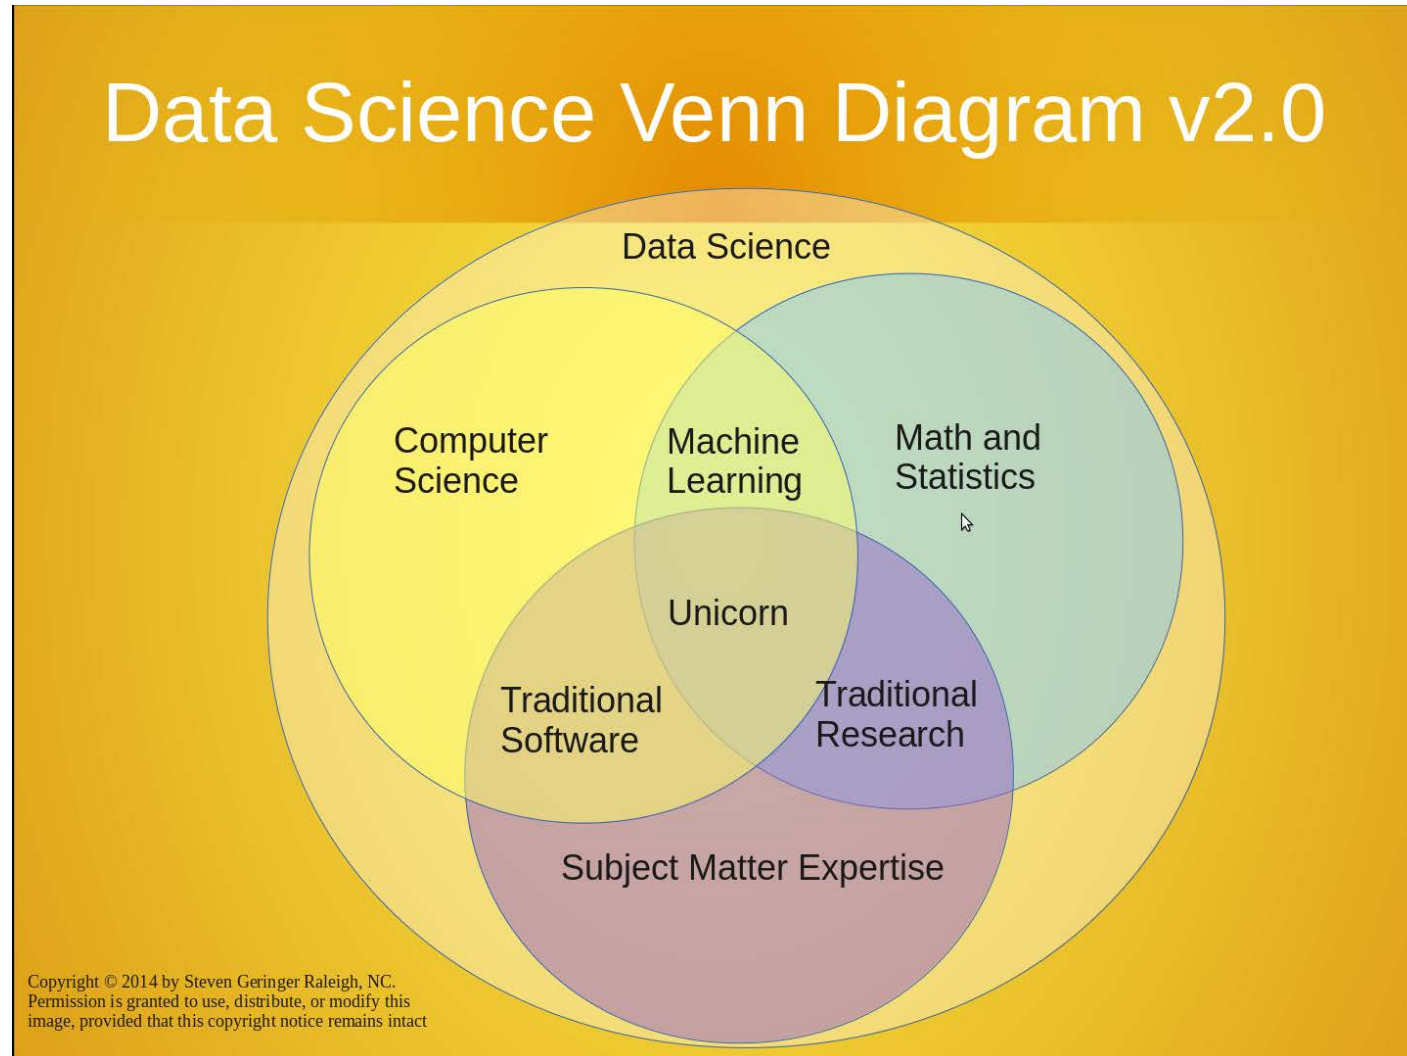 Data Science Venn Diagram v2.0
Data Science
Computer
Science
Machine
Learning
Math and
Statistics
Unicorn
Traditional
Software
Traditional
Research
Subject Matter Expertise
Copyright © 2014 by Steven Geringer Raleigh, NC.
Permission is granted to use, distribute, or modify this
image, provided that this copyright notice remains intact